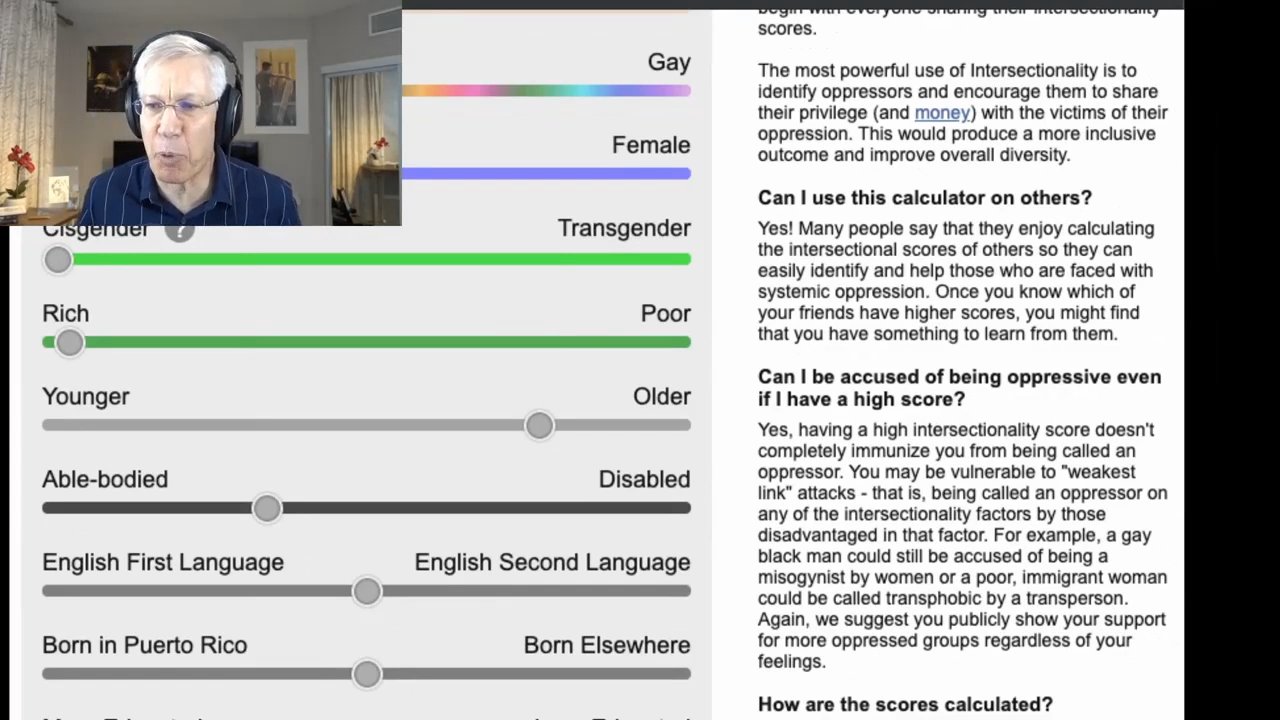 Gay
Female
Cisgender ?
Transgender
Rich
Poor
Younger
Older
Able-bodied
Disabled
English First Language
English Second Language
Born in Puerto Rico
Born Elsewhere
begin with everyone sharing their intersectionality
scores.
The most powerful use of Intersectionality is to
identify oppressors and encourage them to share
their privilege (and money) with the victims of their
oppression. This would produce a more inclusive
outcome and improve overall diversity.
Can I use this calculator on others?
Yes! Many people say that they enjoy calculating
the intersectional scores of others so they can
easily identify and help those who are faced with
systemic oppression. Once you know which of
your friends have higher scores, you might find
that you have something to learn from them.
Can I be accused of being oppressive even
if I have a high score?
Yes, having a high intersectionality score doesn't
completely immunize you from being called an
oppressor. You may be vulnerable to "weakest
link" attacks - that is, being called an oppressor on
any of the intersectionality factors by those
disadvantaged in that factor. For example, a gay
black man could still be accused of being a
misogynist by women or a poor, immigrant woman
could be called transphobic by a transperson.
Again, we suggest you publicly show your support
for more oppressed groups regardless of your
feelings.
How are the scores calculated?